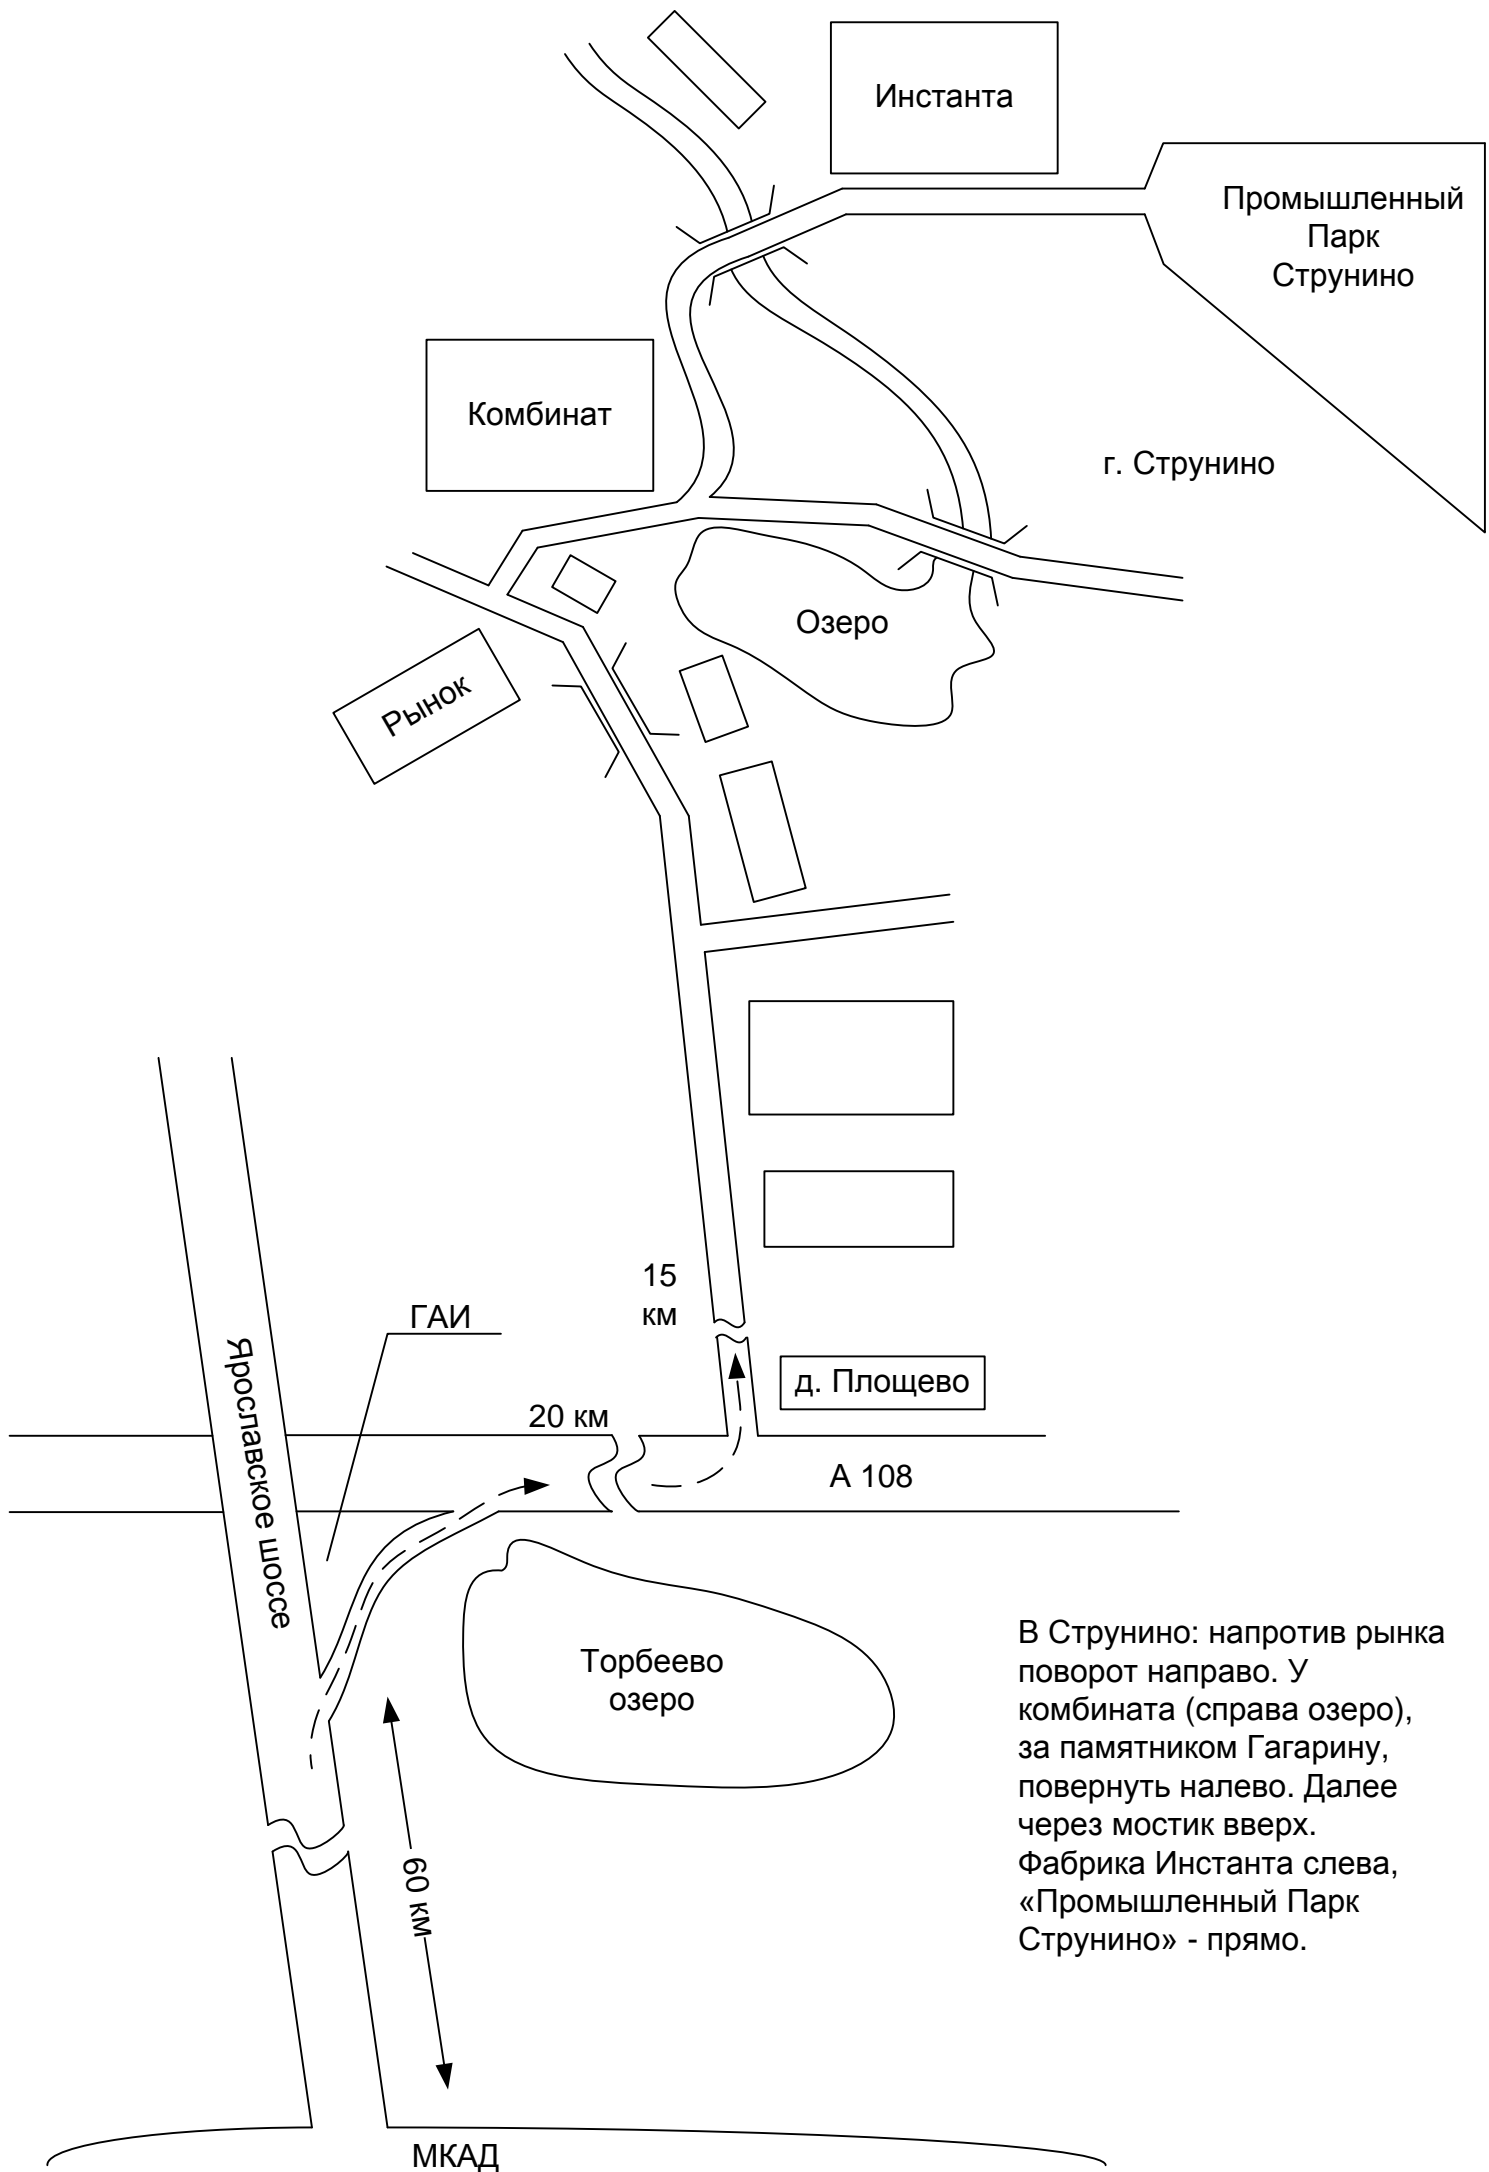 Инстанта
Промышленный
Парк
Струнино
Комбинат
г. Струнино
Озеро
Рынок
15
км
ГАИ
Ярославское шоссе
д. Площево
20 км
А 108
Торбеево
озеро
В Струнино: напротив рынка
поворот направо. У
комбината (справа озеро),
за памятником Гагарину,
повернуть налево. Далее
через мостик вверх.
Фабрика Инстанта слева,
«Промышленный Парк
Струнино» - прямо.
60 км
МКАД